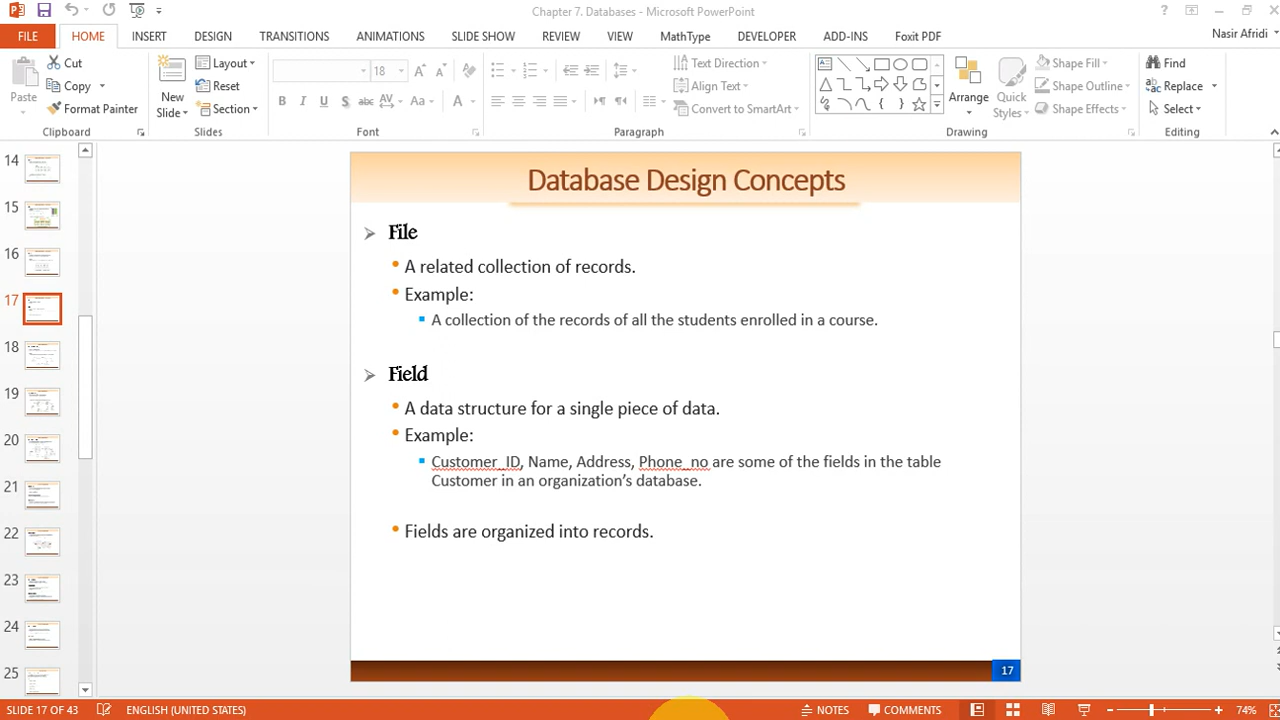 Chapter 7. Databases - Microsoft PowerPoint
FILE HOME INSERT DESIGN TRANSITIONS ANIMATIONS SLIDE SHOW REVIEW VIEW MathType DEVELOPER ADD-INS Foxit PDF Nasir Afridi
Paste
Cut
Copy
Format Painter
Clipboard
New
Slide
Layout
Reset
Section
Slides
18
Font
Text Direction
Align Text
Convert to SmartArt
Paragraph
Arrange
Quick
Styles
Shape Fill
Shape Outline
Shape Effects
Drawing
Find
Replace
Select
Editing
14
15
16
17
18
19
20
21
22
23
24
25
Database Design Concepts
File
A related collection of records.
Example:
A collection of the records of all the students enrolled in a course.
Field
A data structure for a single piece of data.
Example:
Customer_ID, Name, Address, Phone_no are some of the fields in the table
Customer in an organization's database.
Fields are organized into records.
17
SLIDE 17 OF 43 ENGLISH (UNITED STATES) NOTES COMMENTS 74%